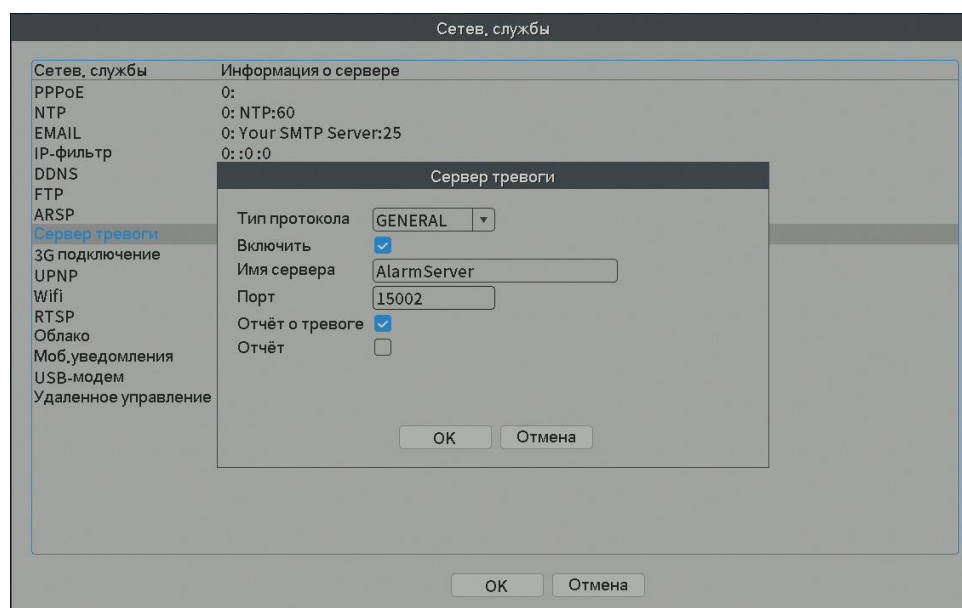 Сетев. службы
Сетев. службы Информация о сервере
PPPoE 0:
NTP 0: NTP:60
EMAIL 0: Your SMTP Server:25
IP-фильтр 0: :0 :0
DDNS
FTP
ARSP
Сервер тревоги
3G подключение
UPNP
Wifi
RTSP
Облако
Моб.уведомления
USB-модем
Удаленное управление
Сервер тревоги
Тип протокола GENERAL
Включить
Имя сервера AlarmServer
Порт 15002
Отчёт о тревоге
Отчёт
OK Отмена
OK Отмена